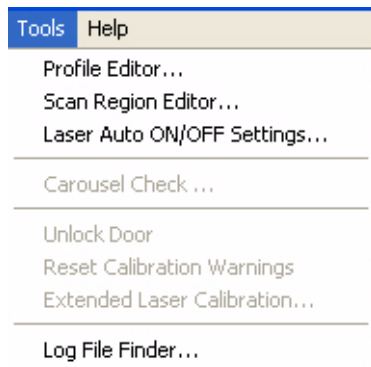 Tools Help
Profile Editor...
Scan Region Editor...
Laser Auto ON/OFF Settings...
Carousel Check ...
Unlock Door
Reset Calibration Warnings
Extended Laser Calibration...
Log File Finder...